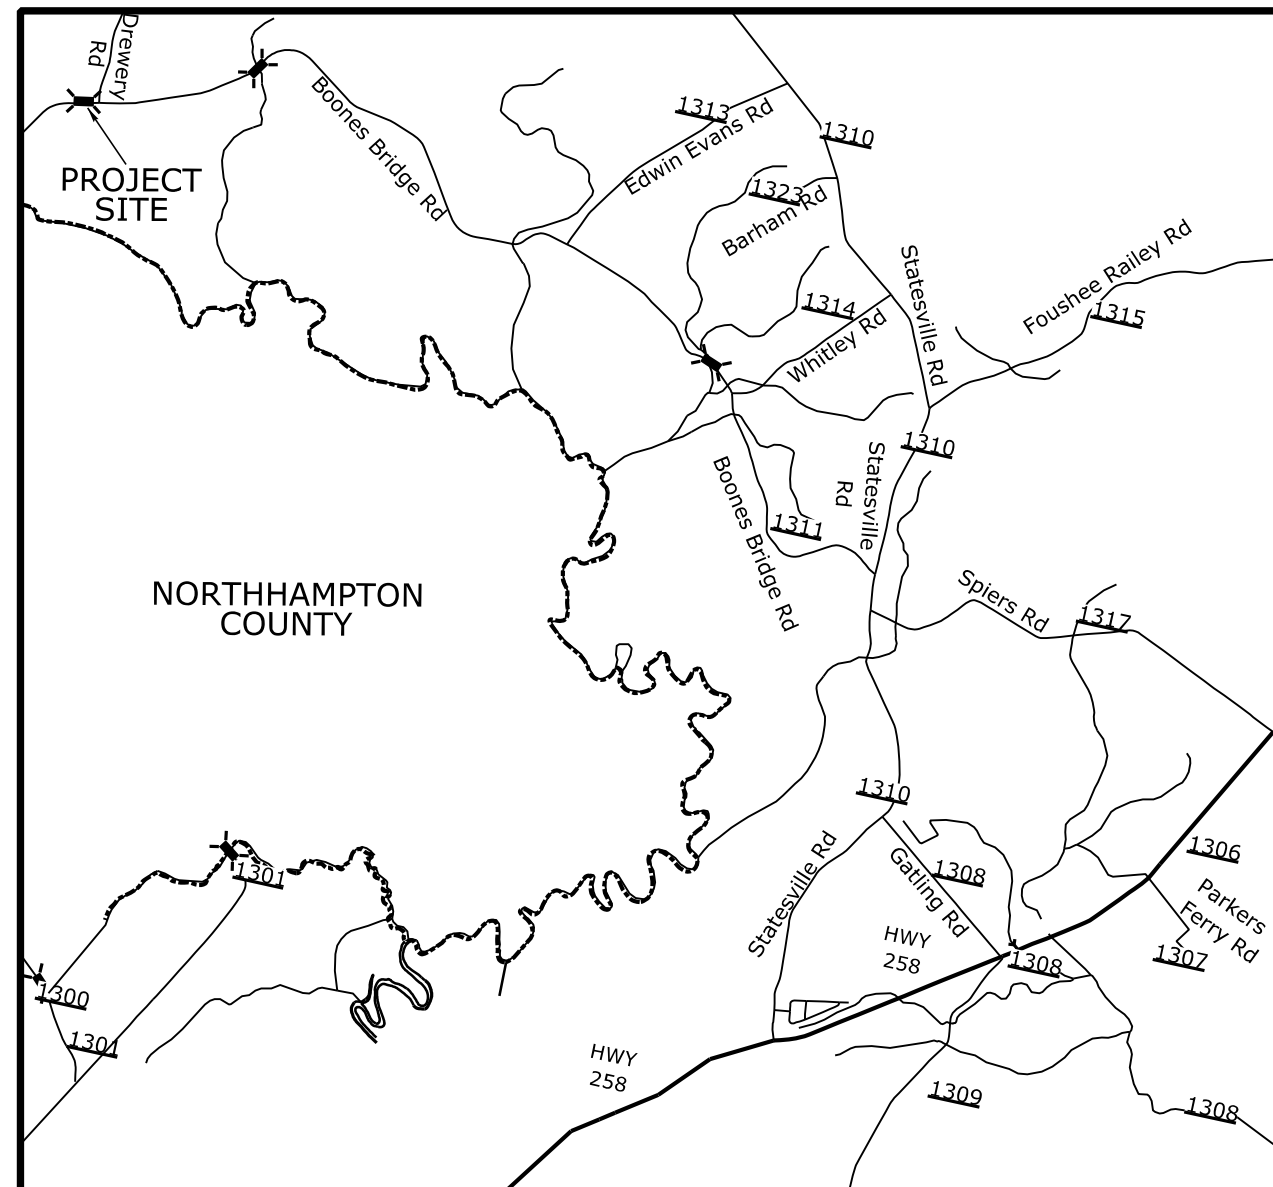 Drewery
Rd
PROJECT
SITE
Boones Bridge Rd
1313
Edwin Evans Rd
1310
1323
Barham Rd
Statesville Rd
1314
Whitley Rd
Foushee Railey Rd
1315
1310
Statesville
Rd
Boones Bridge Rd
1311
NORTHHAMPTON
COUNTY
Spiers Rd
1317
1310
Statesville Rd
Gatling Rd
1308
1306
Parkers
Ferry Rd
1307
HWY
258
1308
1301
1300
1301
HWY
258
1309
1308